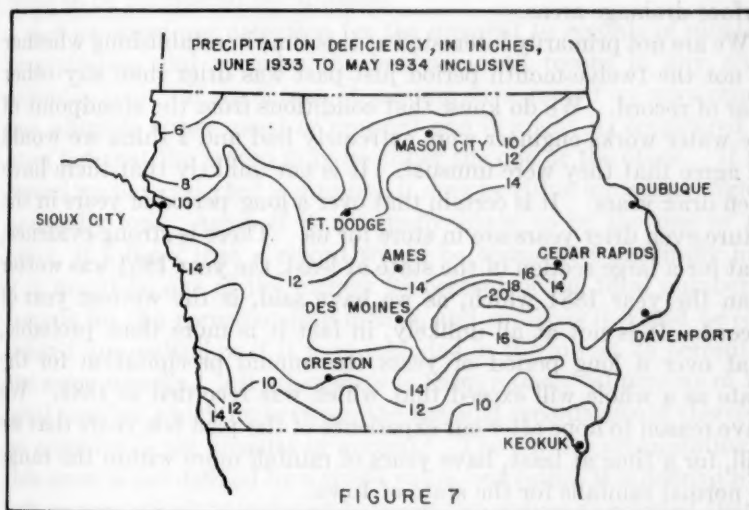 PRECIPITATION DEFICIENCY, IN INCHES,
JUNE 1933 TO MAY 1934 INCLUSIVE
6
MASON CITY
10
12
14
8
10
DUBUQUE
SIOUX CITY
FT. DODGE
AMES
CEDAR RAPIDS
14
12
14
16
14
18
20
DES MOINES
16
DAVENPORT
CRESTON
10
14
12
12
14
KEOKUK
FIGURE 7